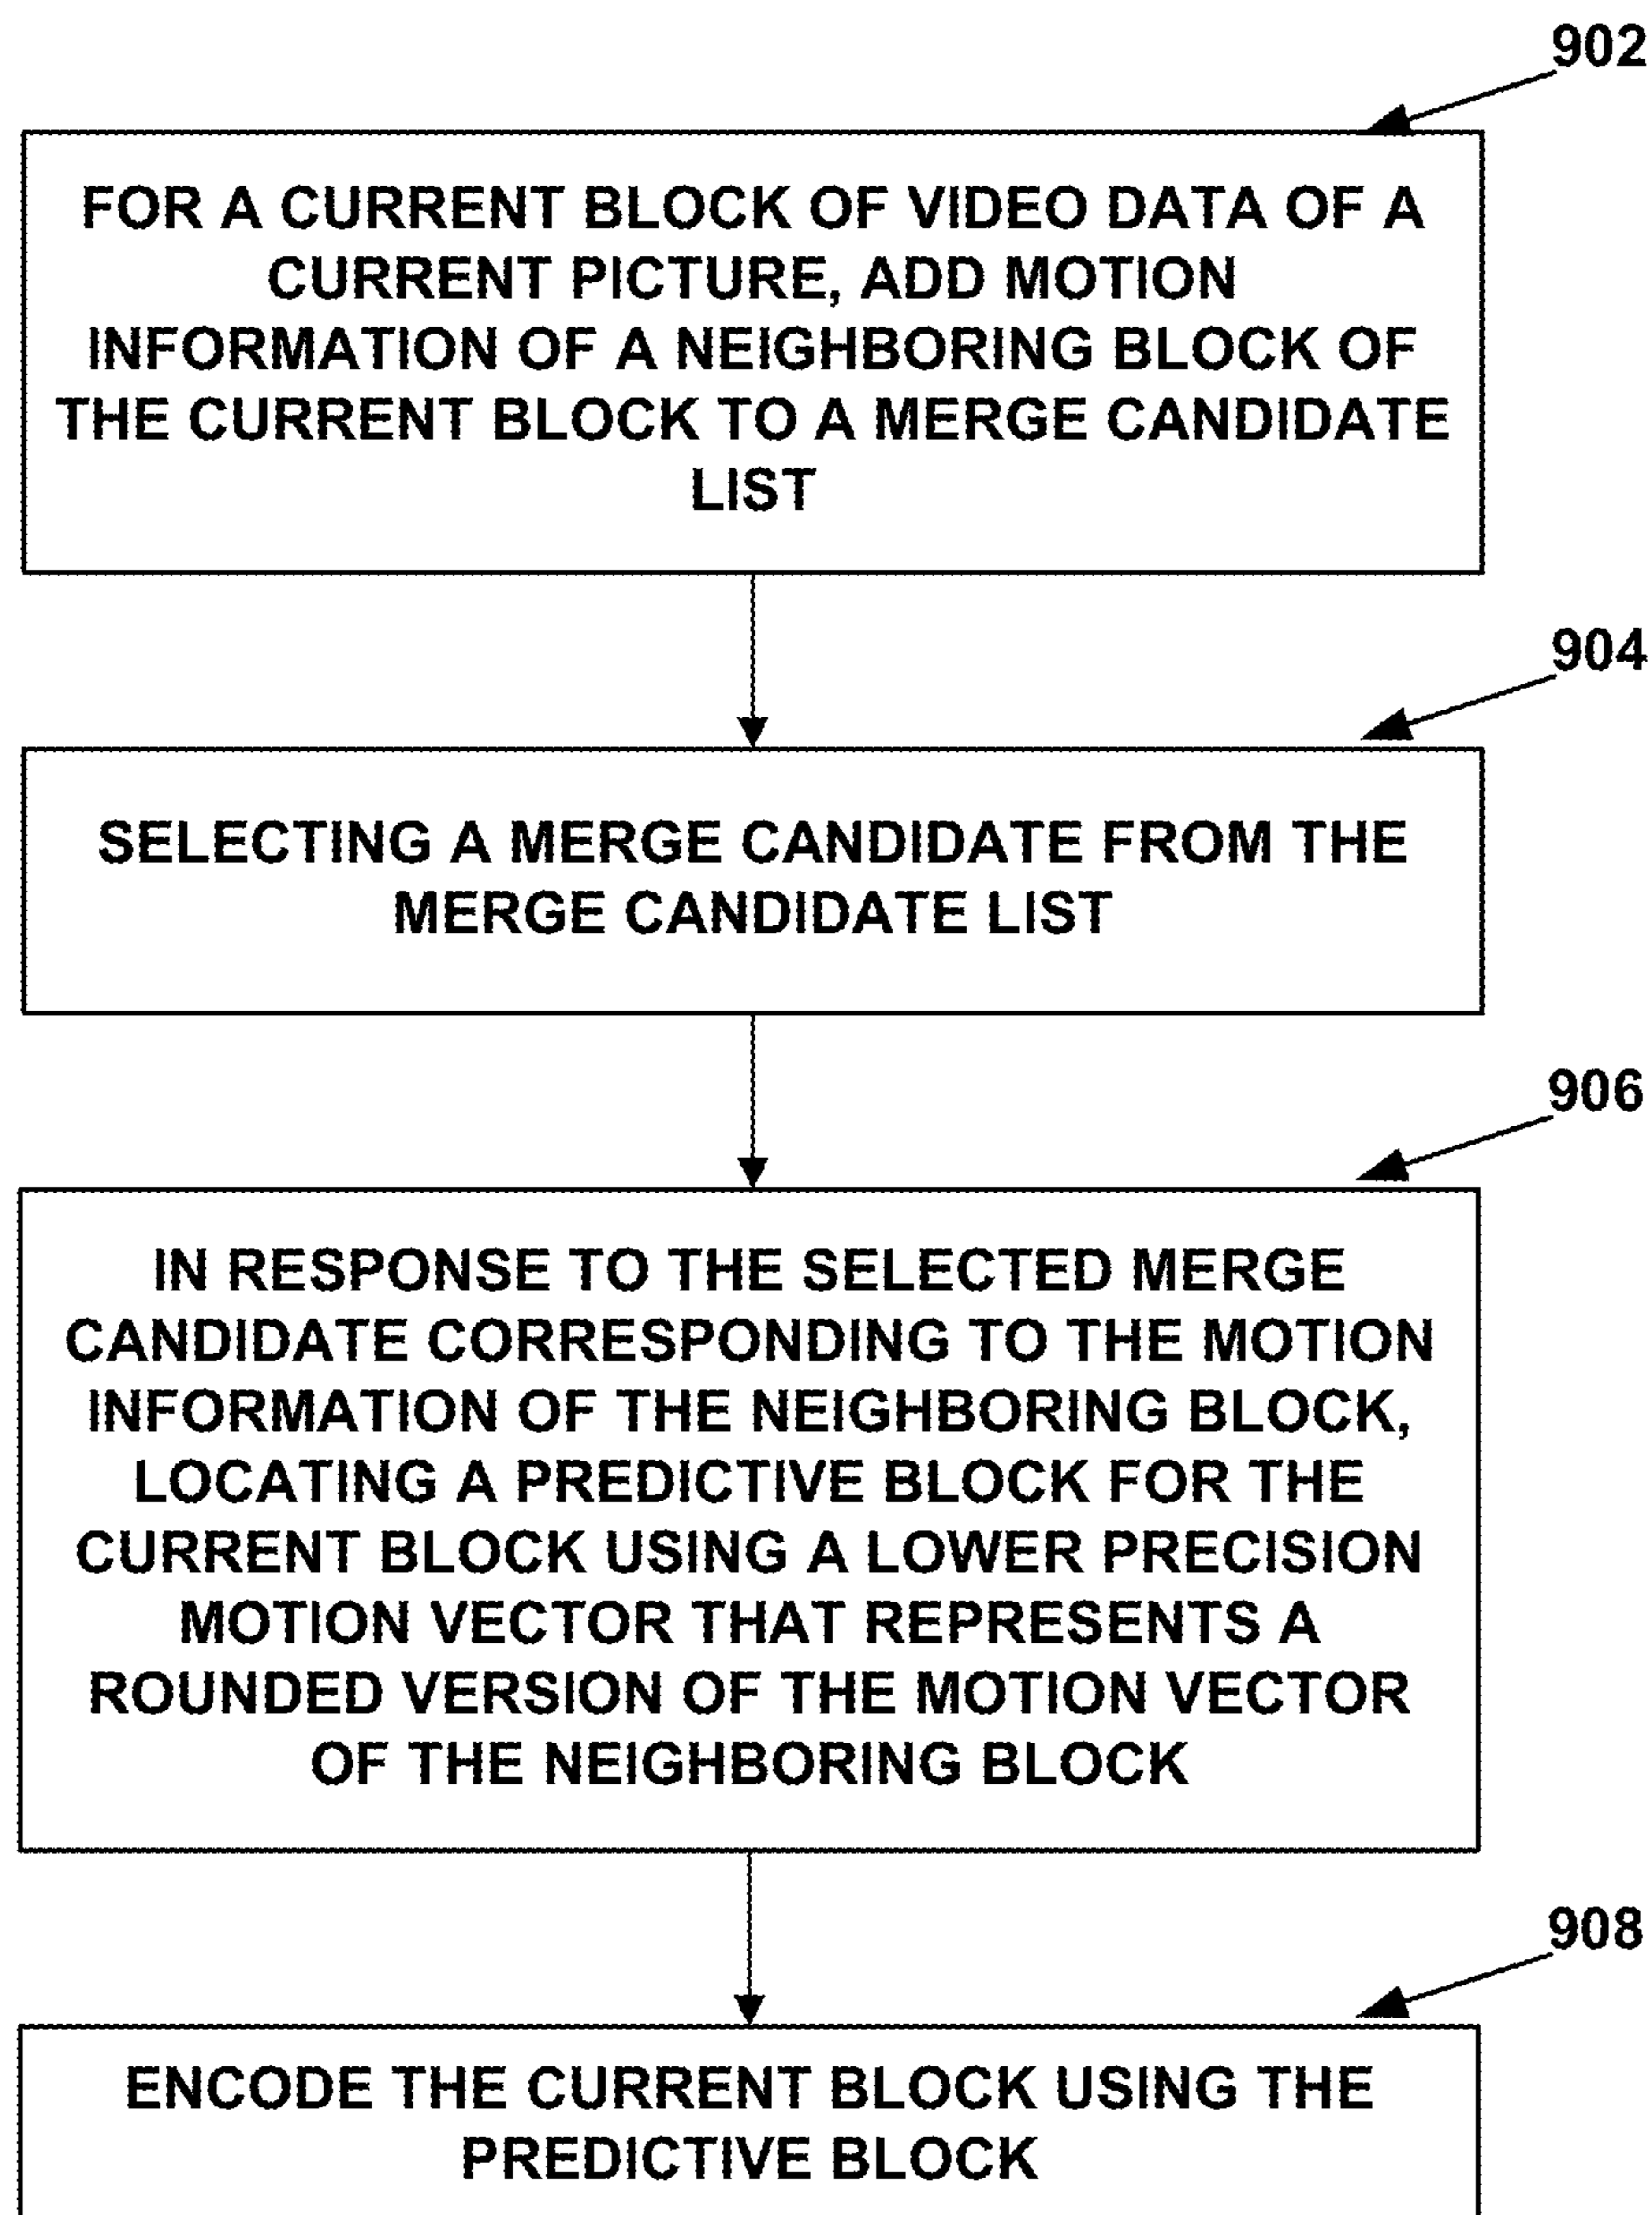 902
FOR A CURRENT BLOCK OF VIDEO DATA OF A
CURRENT PICTURE, ADD MOTION
INFORMATION OF A NEIGHBORING BLOCK OF
THE CURRENT BLOCK TO A MERGE CANDIDATE
LIST
904
SELECTING A MERGE CANDIDATE FROM THE
MERGE CANDIDATE LIST
906
IN RESPONSE TO THE SELECTED MERGE
CANDIDATE CORRESPONDING TO THE MOTION
INFORMATION OF THE NEIGHBORING BLOCK,
LOCATING A PREDICTIVE BLOCK FOR THE
CURRENT BLOCK USING A LOWER PRECISION
MOTION VECTOR THAT REPRESENTS A
ROUNDED VERSION OF THE MOTION VECTOR
OF THE NEIGHBORING BLOCK
908
ENCODE THE CURRENT BLOCK USING THE
PREDICTIVE BLOCK